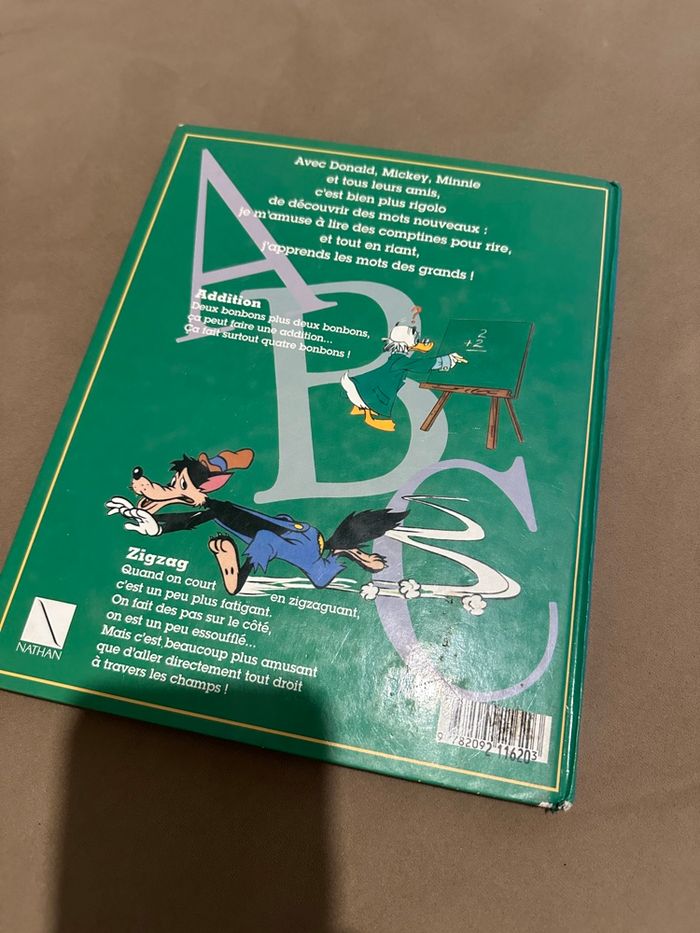 Avec Donald, Mickey, Minnie
et tous leurs amis,
c'est bien plus rigolo
de découvrir des mots nouveaux :
je m'amuse à lire des comptines pour rire,
et tout en riant,
j'apprends les mots des grands !
A
B
C
Addition
Deux bonbons plus deux bonbons,
ça peut faire une addition...
Ça fait surtout quatre bonbons !
?
2
+2
Zigzag
Quand on court en zigzaguant,
c'est un peu plus fatigant.
On fait des pas sur le côté,
on est un peu essoufflé...
Mais c'est beaucoup plus amusant
que d'aller directement tout droit
à travers les champs !
NATHAN
9 782092 116203